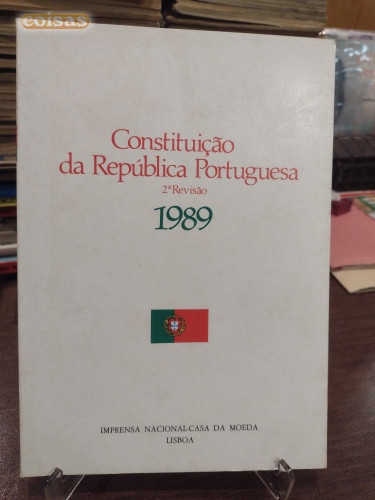 coisas
Constituição
da República Portuguesa
2ª Revisão
1989
IMPRENSA NACIONAL-CASA DA MOEDA
LISBOA